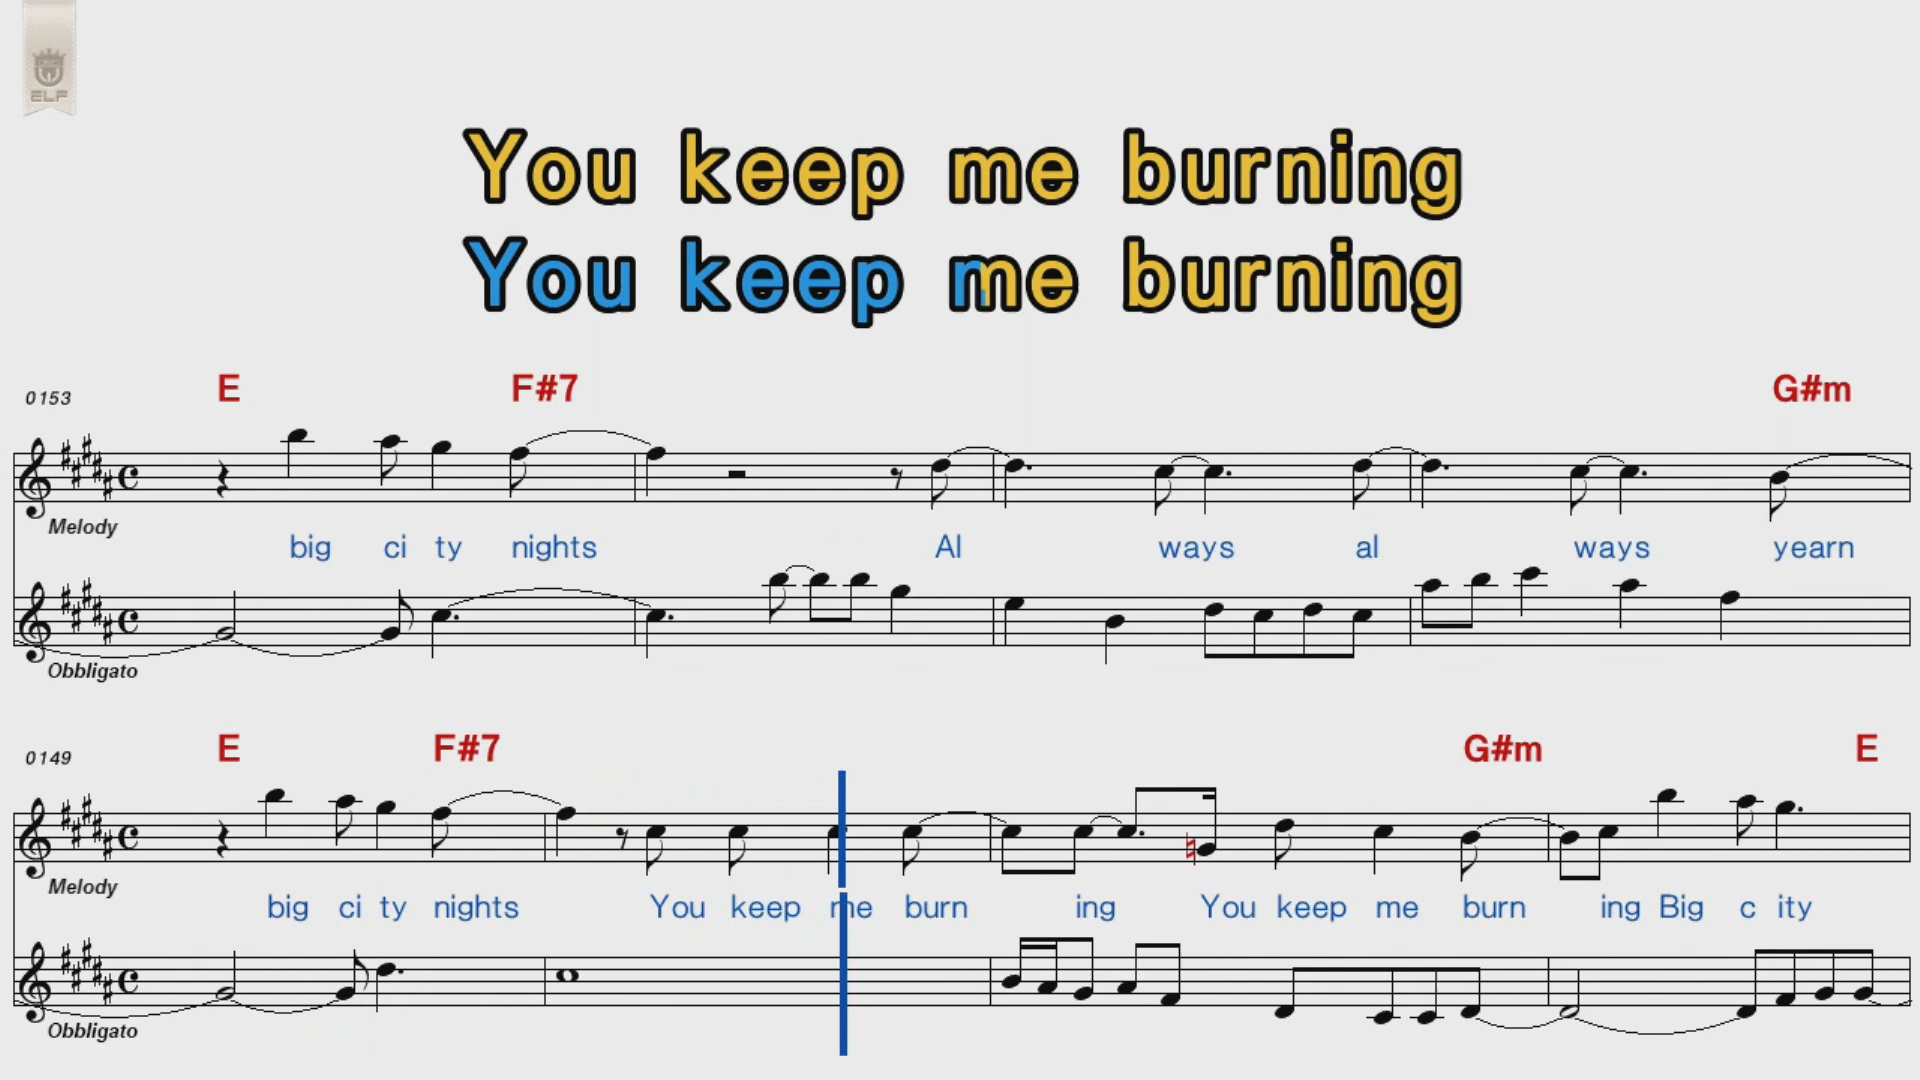 ELF
You keep me burning
You keep me burning
0153 E F#7 G#m
Melody
big ci ty nights Al ways al ways yearn
Obbligato
0149 E F#7 G#m E
Melody
big ci ty nights You keep me burn ing You keep me burn ing Big c ity
Obbligato